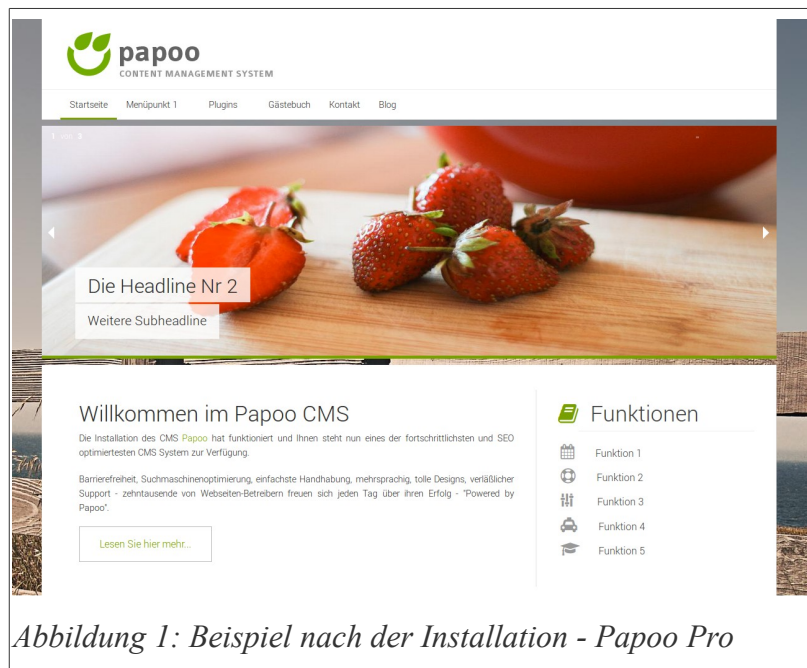 papoo
CONTENT MANAGEMENT SYSTEM
Startseite Menüpunkt 1 Plugins Gästebuch Kontakt Blog
1 von 3
Die Headline Nr 2
Weitere Subheadline
Willkommen im Papoo CMS
Die Installation des CMS Papoo hat funktioniert und Ihnen steht nun eines der fortschrittlichsten und SEO
optimiertesten CMS System zur Verfügung.
Barrierefreiheit, Suchmaschinenoptimierung, einfachste Handhabung, mehrsprachig, tolle Designs, verläßlicher
Support - zehntausende von Webseiten-Betreibern freuen sich jeden Tag über ihren Erfolg - "Powered by
Papoo".
Lesen Sie hier mehr...
Funktionen
Funktion 1
Funktion 2
Funktion 3
Funktion 4
Funktion 5
Abbildung 1: Beispiel nach der Installation - Papoo Pro